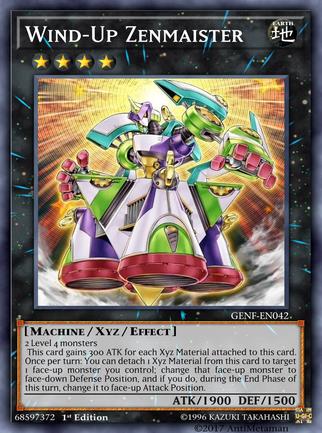 Wind-Up Zenmaister
EARTH
地
GENF-EN042
[Machine / Xyz / Effect]
2 Level 4 monsters
This card gains 300 ATK for each Xyz Material attached to this card.
Once per turn: You can detach 1 Xyz Material from this card to target
1 face-up monster you control; change that face-up monster to
face-down Defense Position, and if you do, during the End Phase of
this turn, change it to face-up Attack Position.
ATK/1900 DEF/1500
68597372 1st Edition ©1996 KAZUKI TAKAHASHI
©2017 AntiMetaman